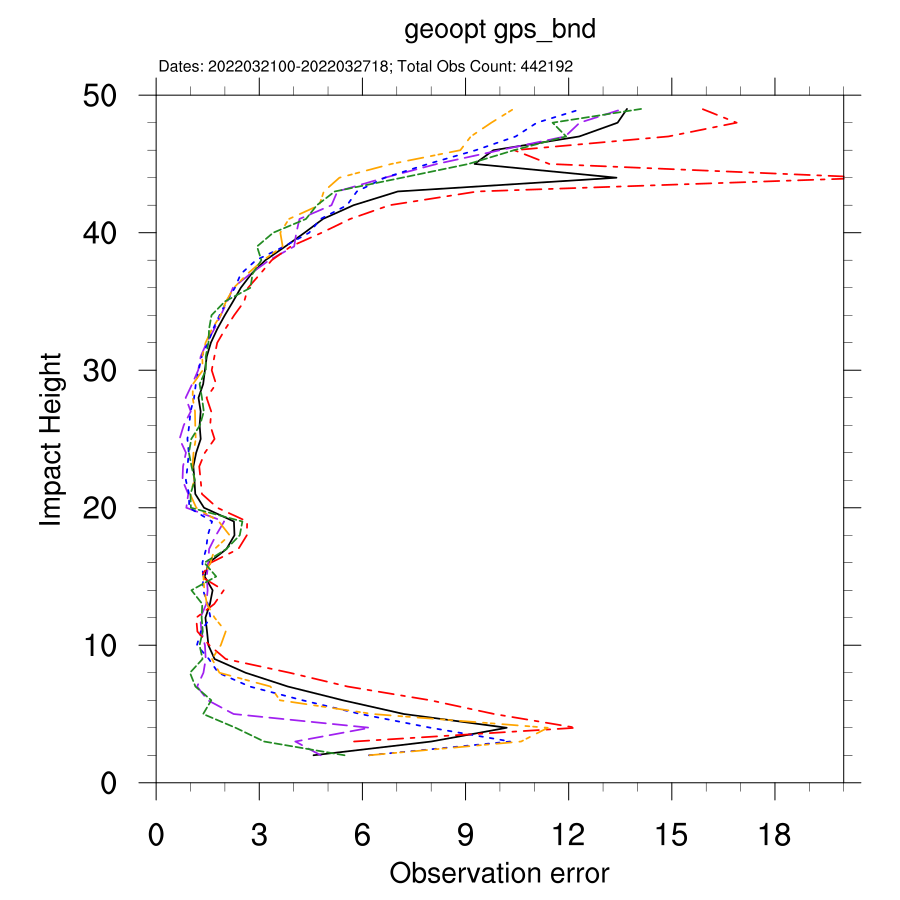 geoopt gps_bnd
Dates: 2022032100-2022032718; Total Obs Count: 442192
50
40
30
20
10
0
Impact Height
0 3 6 9 12 15 18
Observation error